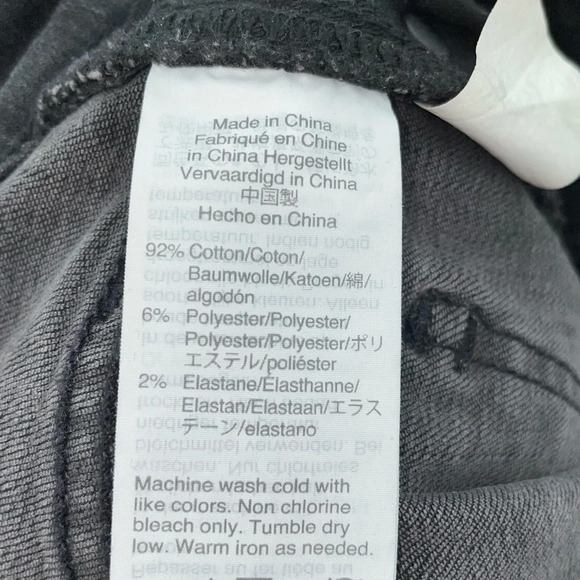 Made in China
Fabriqué en Chine
in China Hergestellt
Vervaardigd in China
中国製
Hecho en China
92% Cotton/Coton/
Baumwolle/Katoen/綿/
algodón
6% Polyester/Polyester/
Polyester/Polyester/ポリ
エステル/poliéster
2% Elastane/Elasthanne/
Elastan/Elastaan/エラス
テーン/elastano
Machine wash cold with
like colors. Non chlorine
bleach only. Tumble dry
low. Warm iron as needed.